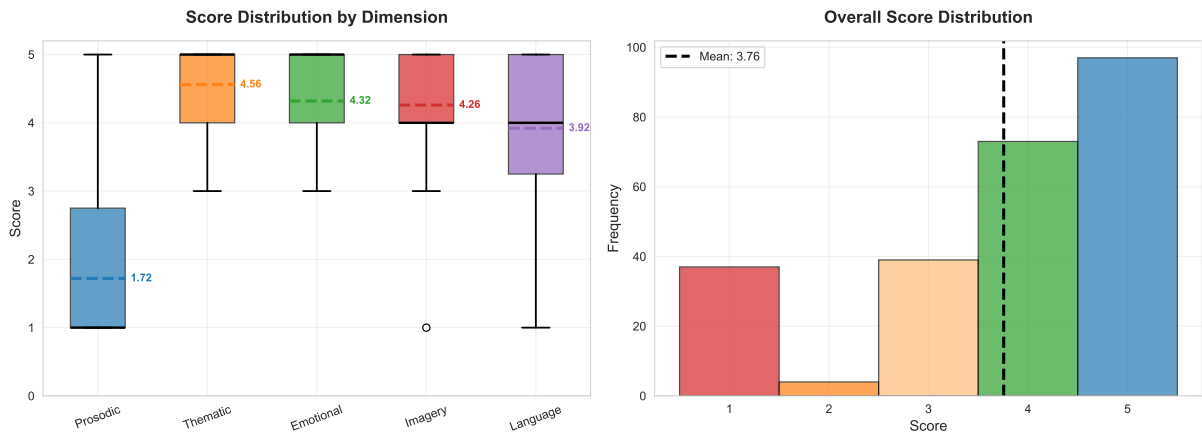 Score Distribution by Dimension
5
4
3
2
1
0
Score
4.56
4.32
4.26
3.92
1.72
Prosodic
Thematic
Emotional
Imagery
Language
Overall Score Distribution
Mean: 3.76
100
80
60
40
20
0
Frequency
1
2
3
4
5
Score